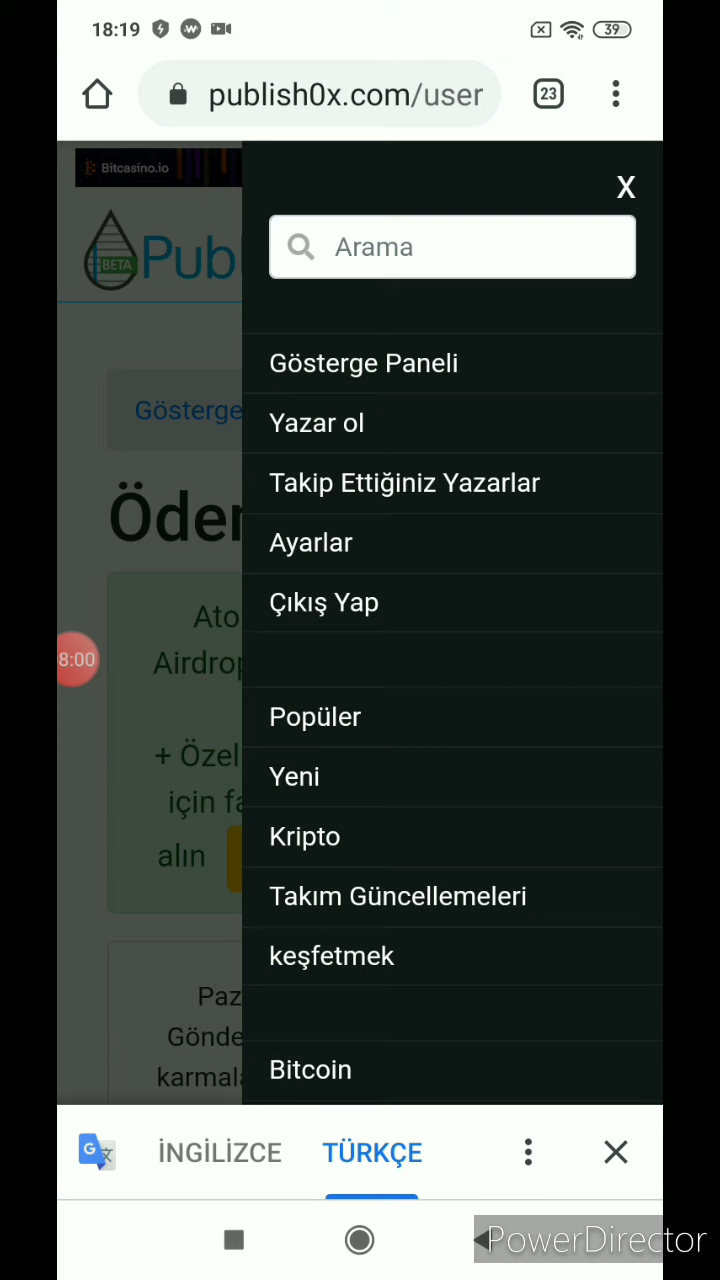 18:19
39
publish0x.com/user
23
Bitcasino.io
X
BETA
Publ
Arama
Gösterge Paneli
Gösterge
Yazar ol
Takip Ettiğiniz Yazarlar
Öder
Ayarlar
Çıkış Yap
Ato
8:00
Airdrop
Popüler
+ Özel
Yeni
için fa
Kripto
alın
Takım Güncellemeleri
keşfetmek
Paz
Gönde
Bitcoin
karmala
G
İNGİLİZCE
TÜRKÇE
PowerDirector